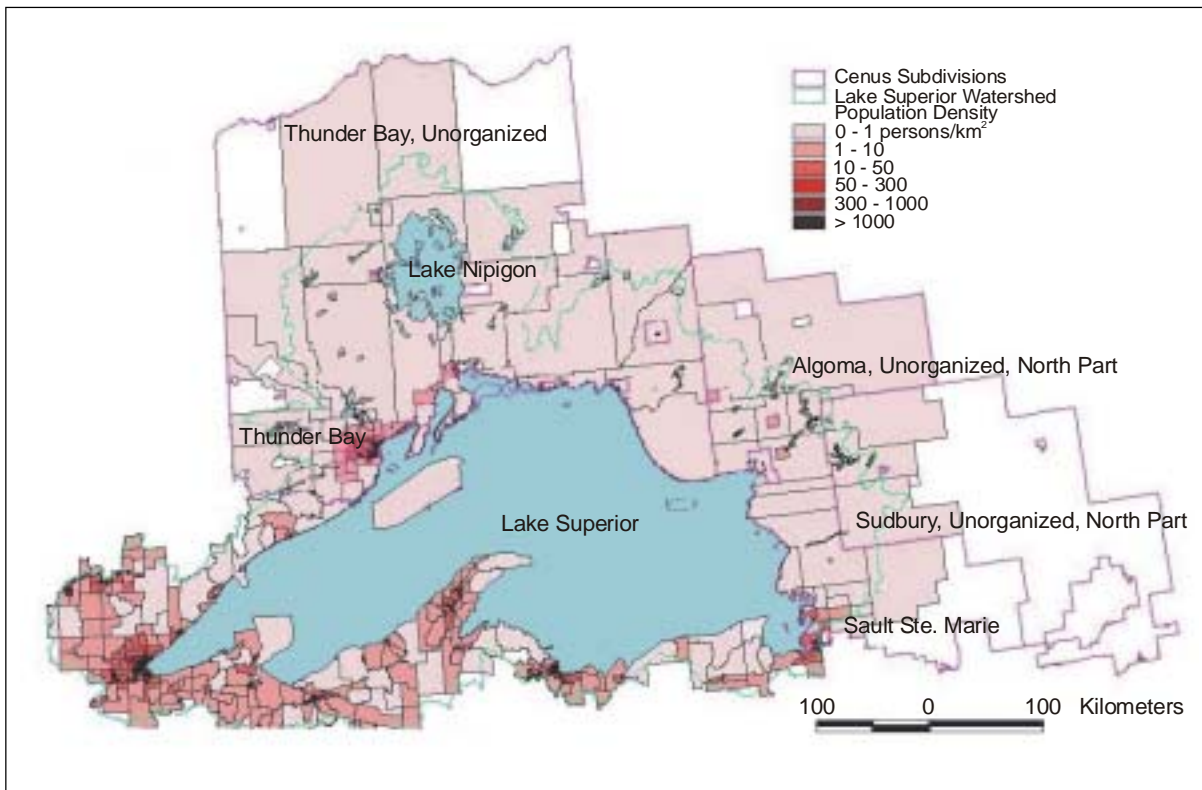 Cenus Subdivisions
Lake Superior Watershed
Population Density
0 - 1 persons/km²
1 - 10
10 - 50
50 - 300
300 - 1000
> 1000
Thunder Bay, Unorganized
Lake Nipigon
Algoma, Unorganized, North Part
Thunder Bay
Lake Superior
Sudbury, Unorganized, North Part
Sault Ste. Marie
100 0 100 Kilometers